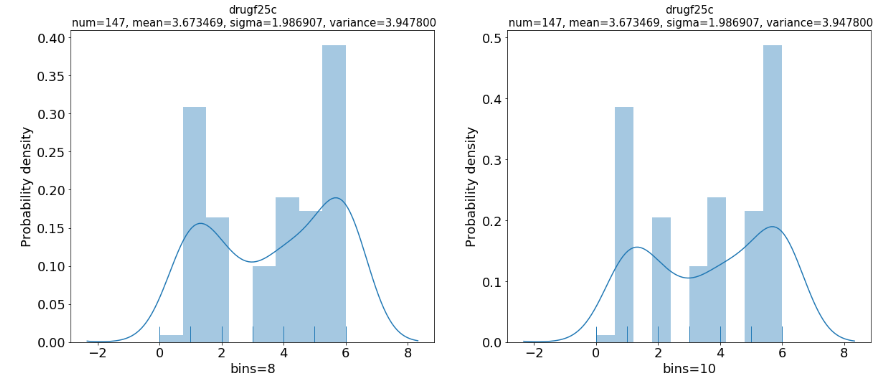 drugf25c
num=147, mean=3.673469, sigma=1.986907, variance=3.947800
0.40
0.35
0.30
0.25
0.20
0.15
0.10
0.05
0.00
Probability density
−2 0 2 4 6 8
bins=8
drugf25c
num=147, mean=3.673469, sigma=1.986907, variance=3.947800
0.5
0.4
0.3
0.2
0.1
0.0
Probability density
−2 0 2 4 6 8
bins=10